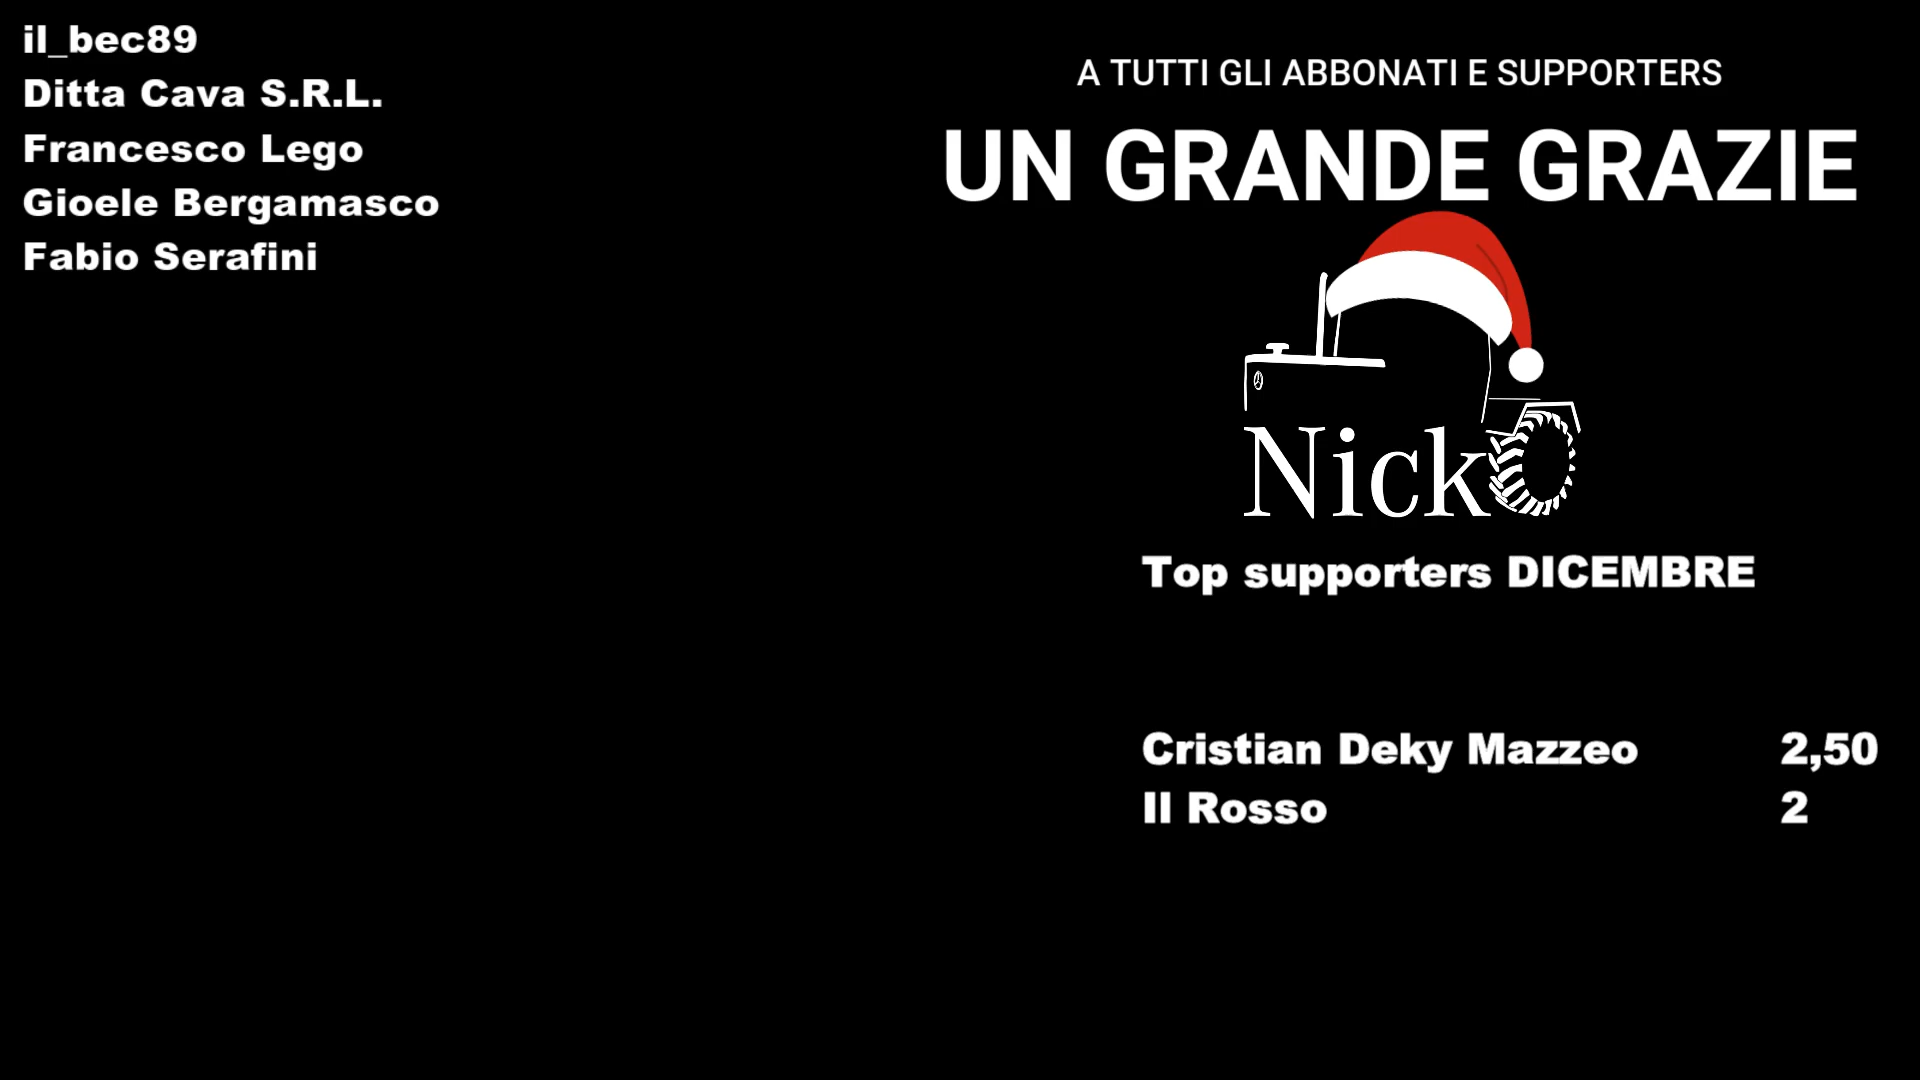 il_bec89
Ditta Cava S.R.L.
Francesco Lego
Gioele Bergamasco
Fabio Serafini
A TUTTI GLI ABBONATI E SUPPORTERS
UN GRANDE GRAZIE
Nicko
Top supporters DICEMBRE
Cristian Deky Mazzeo 2,50
Il Rosso 2